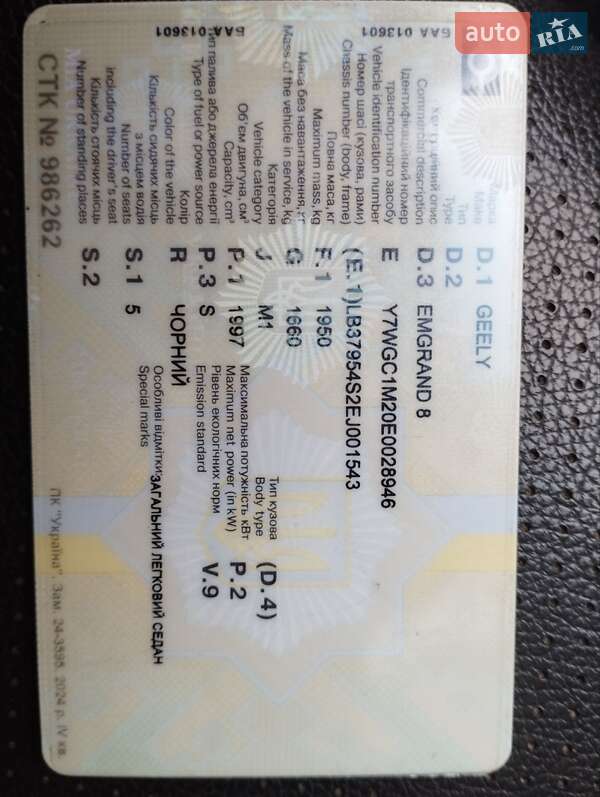 auto RIA .com
БАА 013601
БАА 013601
Марка
Make
D.1 GEELY
Тип
Type
D.2
Комерційний опис
Commercial description
D.3 EMGRAND 8
Ідентифікаційний номер
транспортного засобу
Vehicle identification number
E Y7WGC1M20E0028946
Номер шасі (кузова, рами)
Chassis number (body, frame)
(E.1) LB37954S2EJ001543
Повна маса, кг
Maximum mass, kg
F.1 1950
Маса без навантаження, кг
Mass of the vehicle in service, kg
G 1660
Категорія
Vehicle category
J M1
Тип кузова
Body type
(D.4)
Об'єм двигуна, см³
Capacity, cm³
P.1 1997
Максимальна потужність кВт
Maximum net power (in kW)
P.2
Тип палива або джерела енергії
Type of fuel or power source
P.3 S
Рівень екологічних норм
Emission standard
V.9
Колір
Color of the vehicle
R ЧОРНИЙ
Кількість сидячих місць
з місцем водія
Number of seats
including the driver's seat
S.1 5
Особливі відмітки
Special marks
ЗАГАЛЬНИЙ ЛЕГКОВИЙ СЕДАН
Кількість стоячих місць
Number of standing places
S.2
СТК № 986262
ПК "Україна". Зам. 24-3595. 2024 р. IV кв.